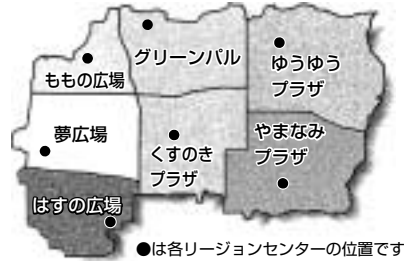 グリーンパル
ももの広場
ゆうゆう
プラザ
夢広場
くすのき
プラザ
やまなみ
プラザ
はすの広場
●は各リージョンセンターの位置です